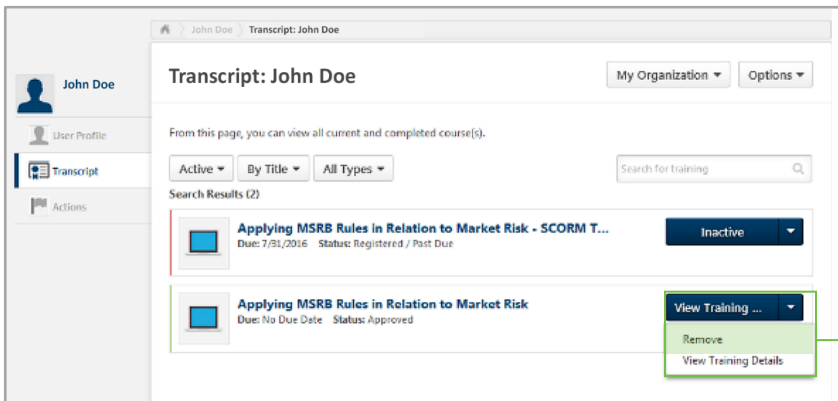 John Doe Transcript: John Doe
John Doe
User Profile
Transcript
Actions
Transcript: John Doe
My Organization
Options
From this page, you can view all current and completed course(s).
Active
By Title
All Types
Search for training
Search Results (2)
Applying MSRB Rules in Relation to Market Risk - SCORM T...
Due: 7/31/2016 Status: Registered / Past Due
Inactive
Applying MSRB Rules in Relation to Market Risk
Due: No Due Date Status: Approved
View Training ...
Remove
View Training Details